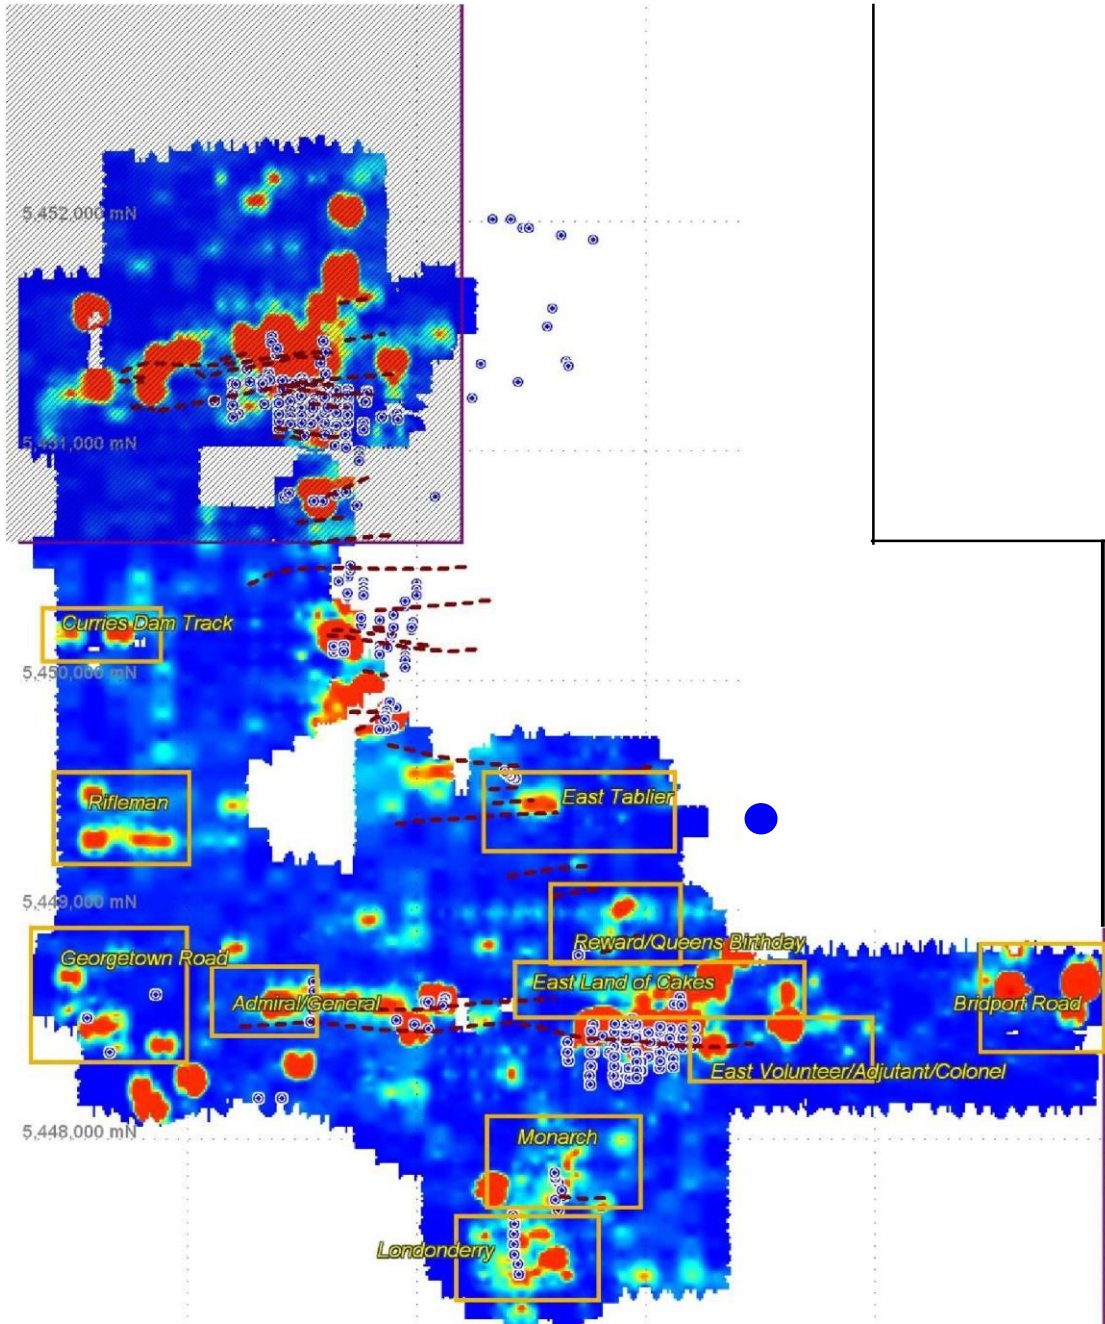 5,452,000 mN
5,451,000 mN
Curries Dam Track
5,450,000 mN
Rifleman
East Tablier
5,449,000 mN
Reward/Queens Birthday
Georgetown Road
East Land of Cakes
Admiral/General
Bridport Road
East Volunteer/Adjutant/Colonel
5,448,000 mN
Monarch
Londonderry